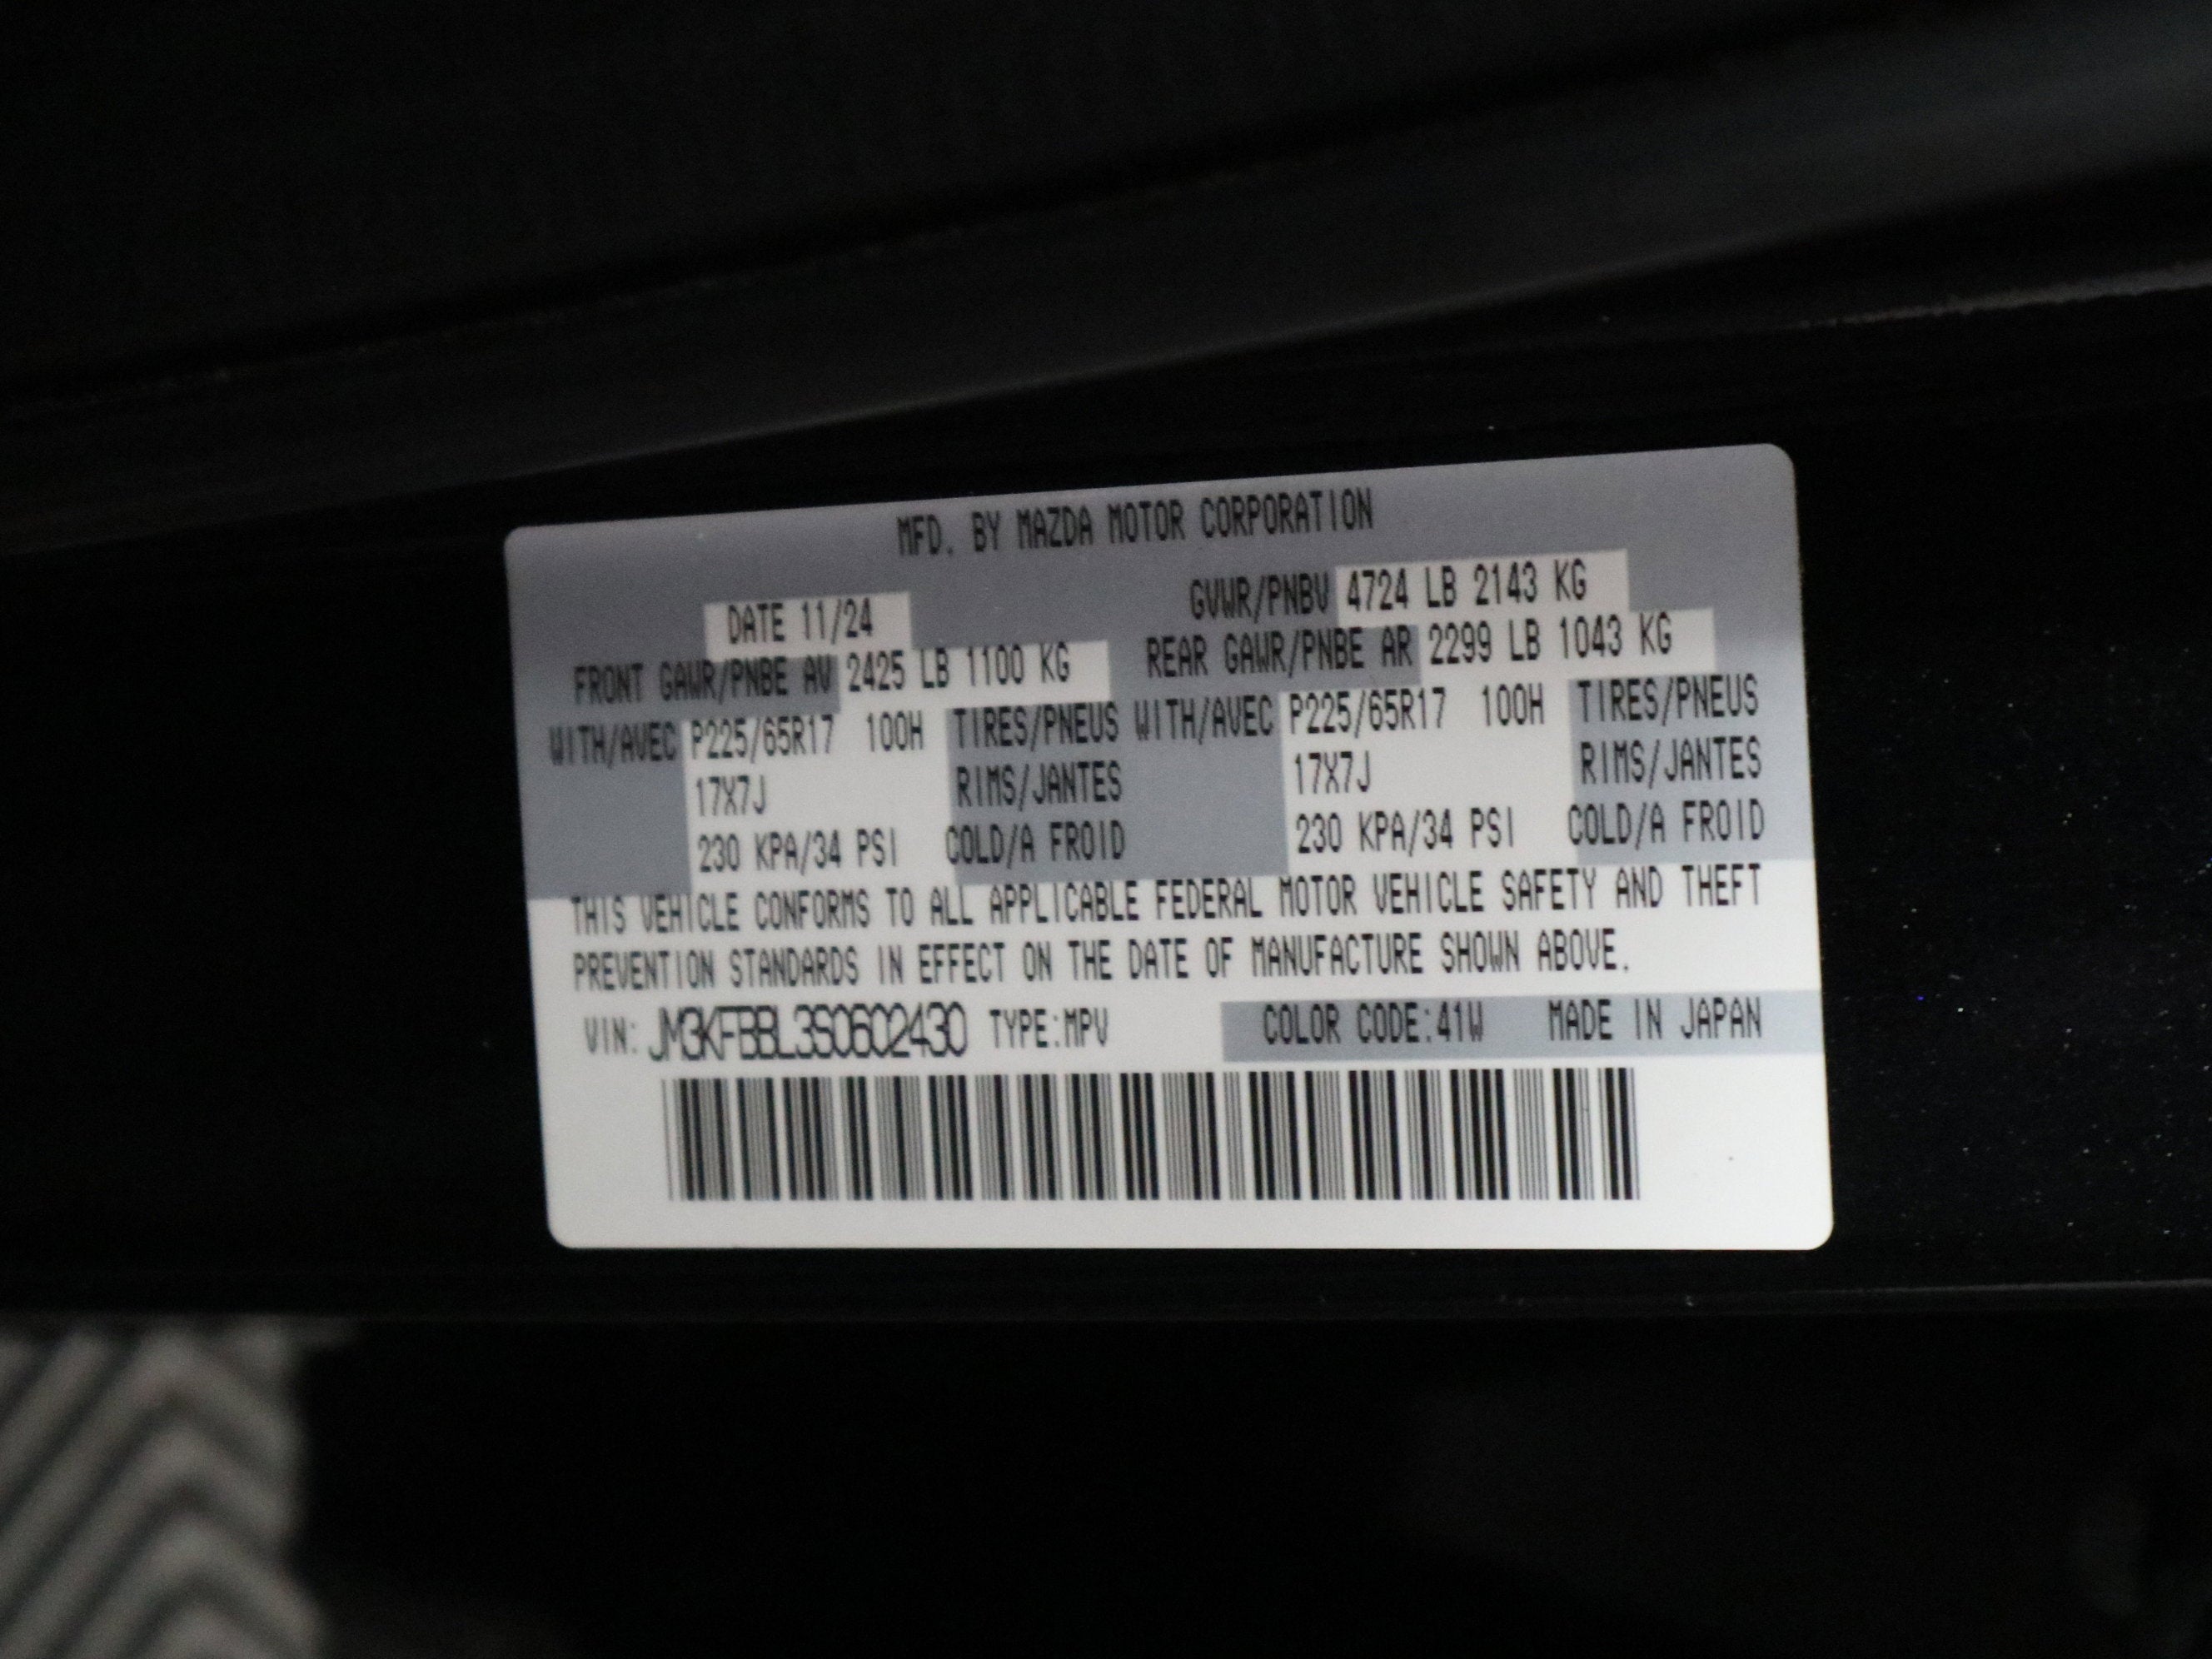 MFD. BY MAZDA MOTOR CORPORATION
DATE 11/24 GVWR/PNBV 4724 LB 2143 KG
FRONT GAWR/PNBE AV 2425 LB 1100 KG REAR GAWR/PNBE AR 2299 LB 1043 KG
WITH/AVEC P225/65R17 100H TIRES/PNEUS WITH/AVEC P225/65R17 100H TIRES/PNEUS
17X7J RIMS/JANTES 17X7J RIMS/JANTES
230 KPA/34 PSI COLD/A FROID 230 KPA/34 PSI COLD/A FROID
THIS VEHICLE CONFORMS TO ALL APPLICABLE FEDERAL MOTOR VEHICLE SAFETY AND THEFT
PREVENTION STANDARDS IN EFFECT ON THE DATE OF MANUFACTURE SHOWN ABOVE.
VIN: JM3KFBBL3S0602430 TYPE:MPV COLOR CODE:41W MADE IN JAPAN